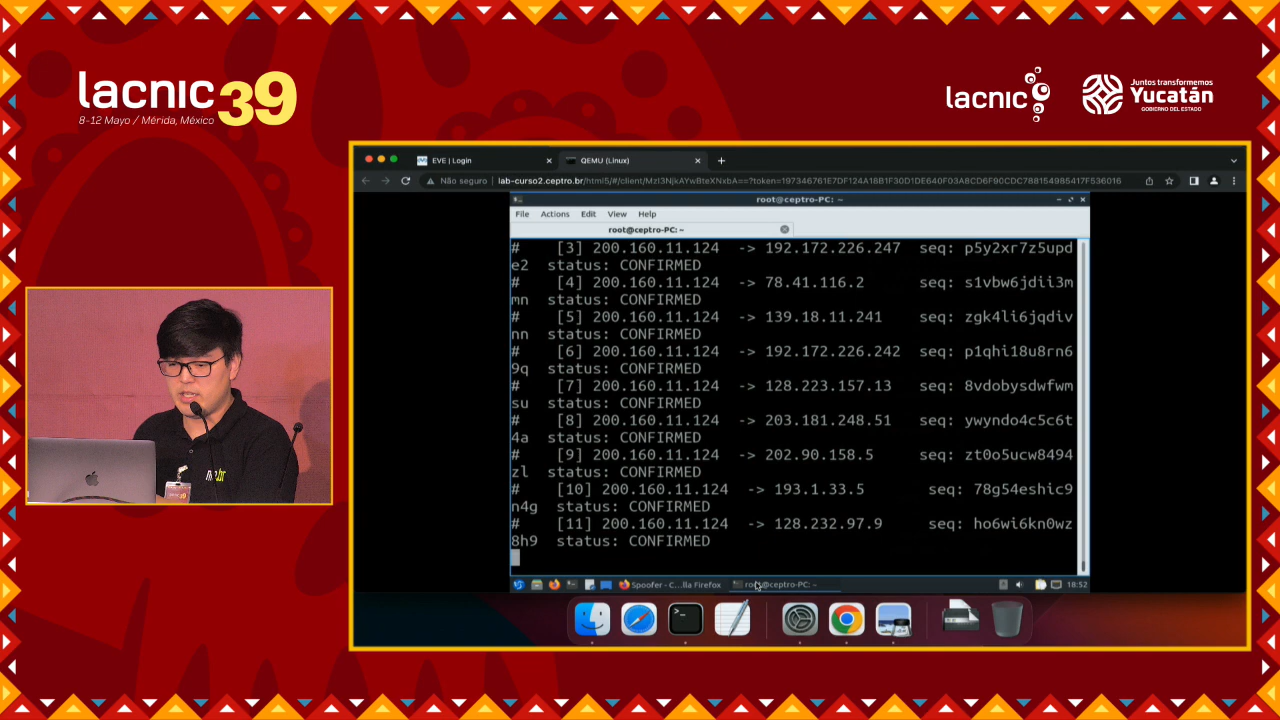 lacnic39
8-12 Mayo / Mérida, México
lacnic
Juntos transformemos
Yucatán
GOBIERNO DEL ESTADO
EVE | Login
QEMU (Linux)
Não seguro
root@ceptro-PC: ~
File Actions Edit View Help
root@ceptro-PC: ~
# [3] 200.160.11.124 -> 192.172.226.247 seq: p5y2xr7z5upd
e2 status: CONFIRMED
# [4] 200.160.11.124 -> 78.41.116.2 seq: s1vbw6jdii3m
mn status: CONFIRMED
# [5] 200.160.11.124 -> 139.18.11.241 seq: zgk4li6jqdiv
nn status: CONFIRMED
# [6] 200.160.11.124 -> 192.172.226.242 seq: p1qhi18u8rn6
9q status: CONFIRMED
# [7] 200.160.11.124 -> 128.223.157.13 seq: 8vdobysdwfwm
su status: CONFIRMED
# [8] 200.160.11.124 -> 203.181.248.51 seq: ywyndo4c5c6t
4a status: CONFIRMED
# [9] 200.160.11.124 -> 202.90.158.5 seq: zt0o5ucw8494
zl status: CONFIRMED
# [10] 200.160.11.124 -> 193.1.33.5 seq: 78g54eshic9
n4g status: CONFIRMED
# [11] 200.160.11.124 -> 128.232.97.9 seq: ho6wi6kn0wz
8h9 status: CONFIRMED
Spoofer - C...lla Firefox
root@ceptro-PC: ~
18:52